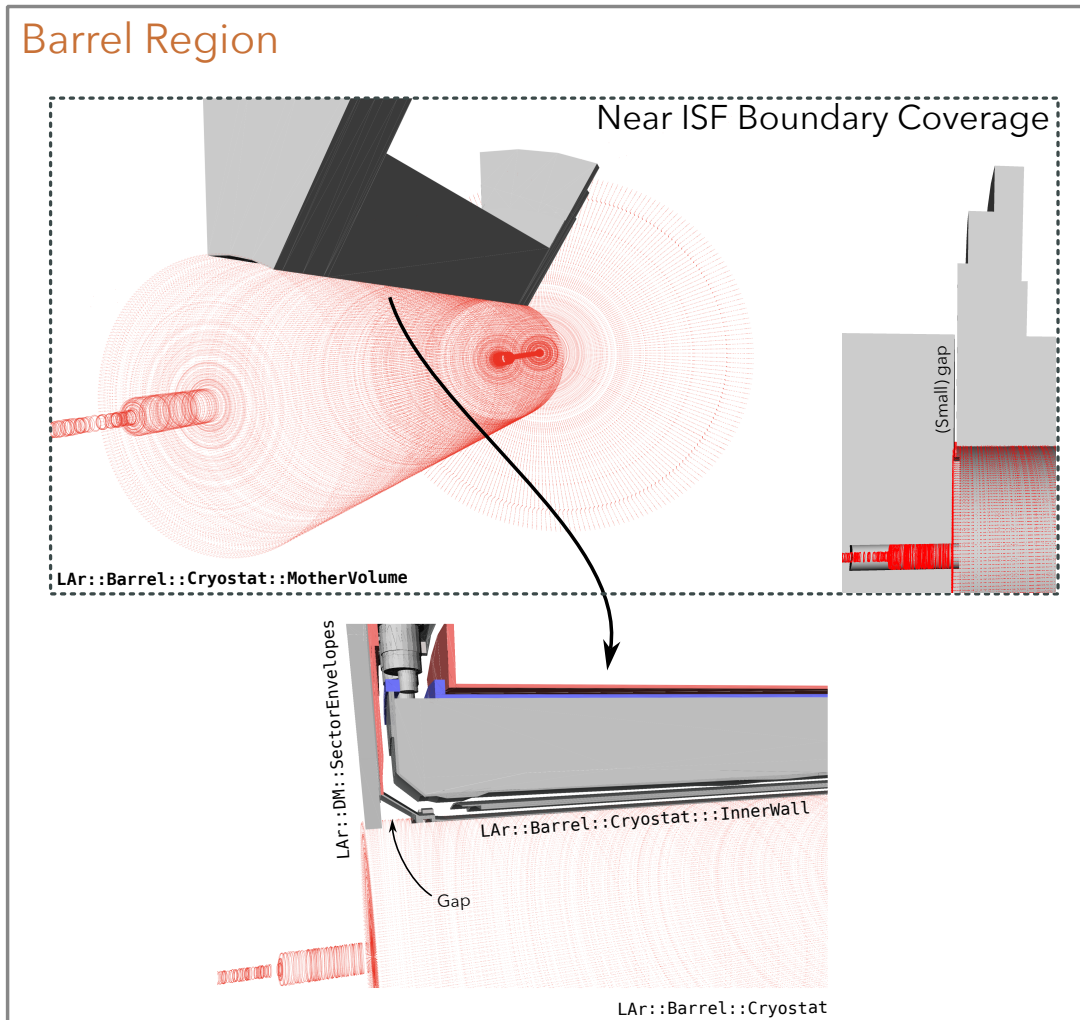 Barrel Region
Near ISF Boundary Coverage
(Small) gap
LAr::Barrel::Cryostat::MotherVolume
LAr::DM::SectorEnvelopes
LAr::Barrel::Cryostat:::InnerWall
Gap
LAr::Barrel::Cryostat